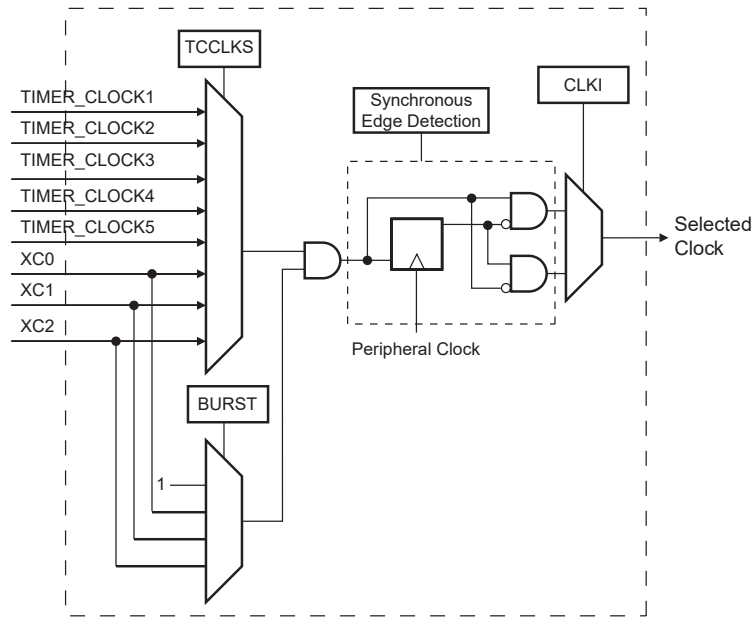 TCCLKS
TIMER_CLOCK1
TIMER_CLOCK2
TIMER_CLOCK3
TIMER_CLOCK4
TIMER_CLOCK5
XC0
XC1
XC2
Synchronous
Edge Detection
CLKI
Selected
Clock
Peripheral Clock
BURST
1